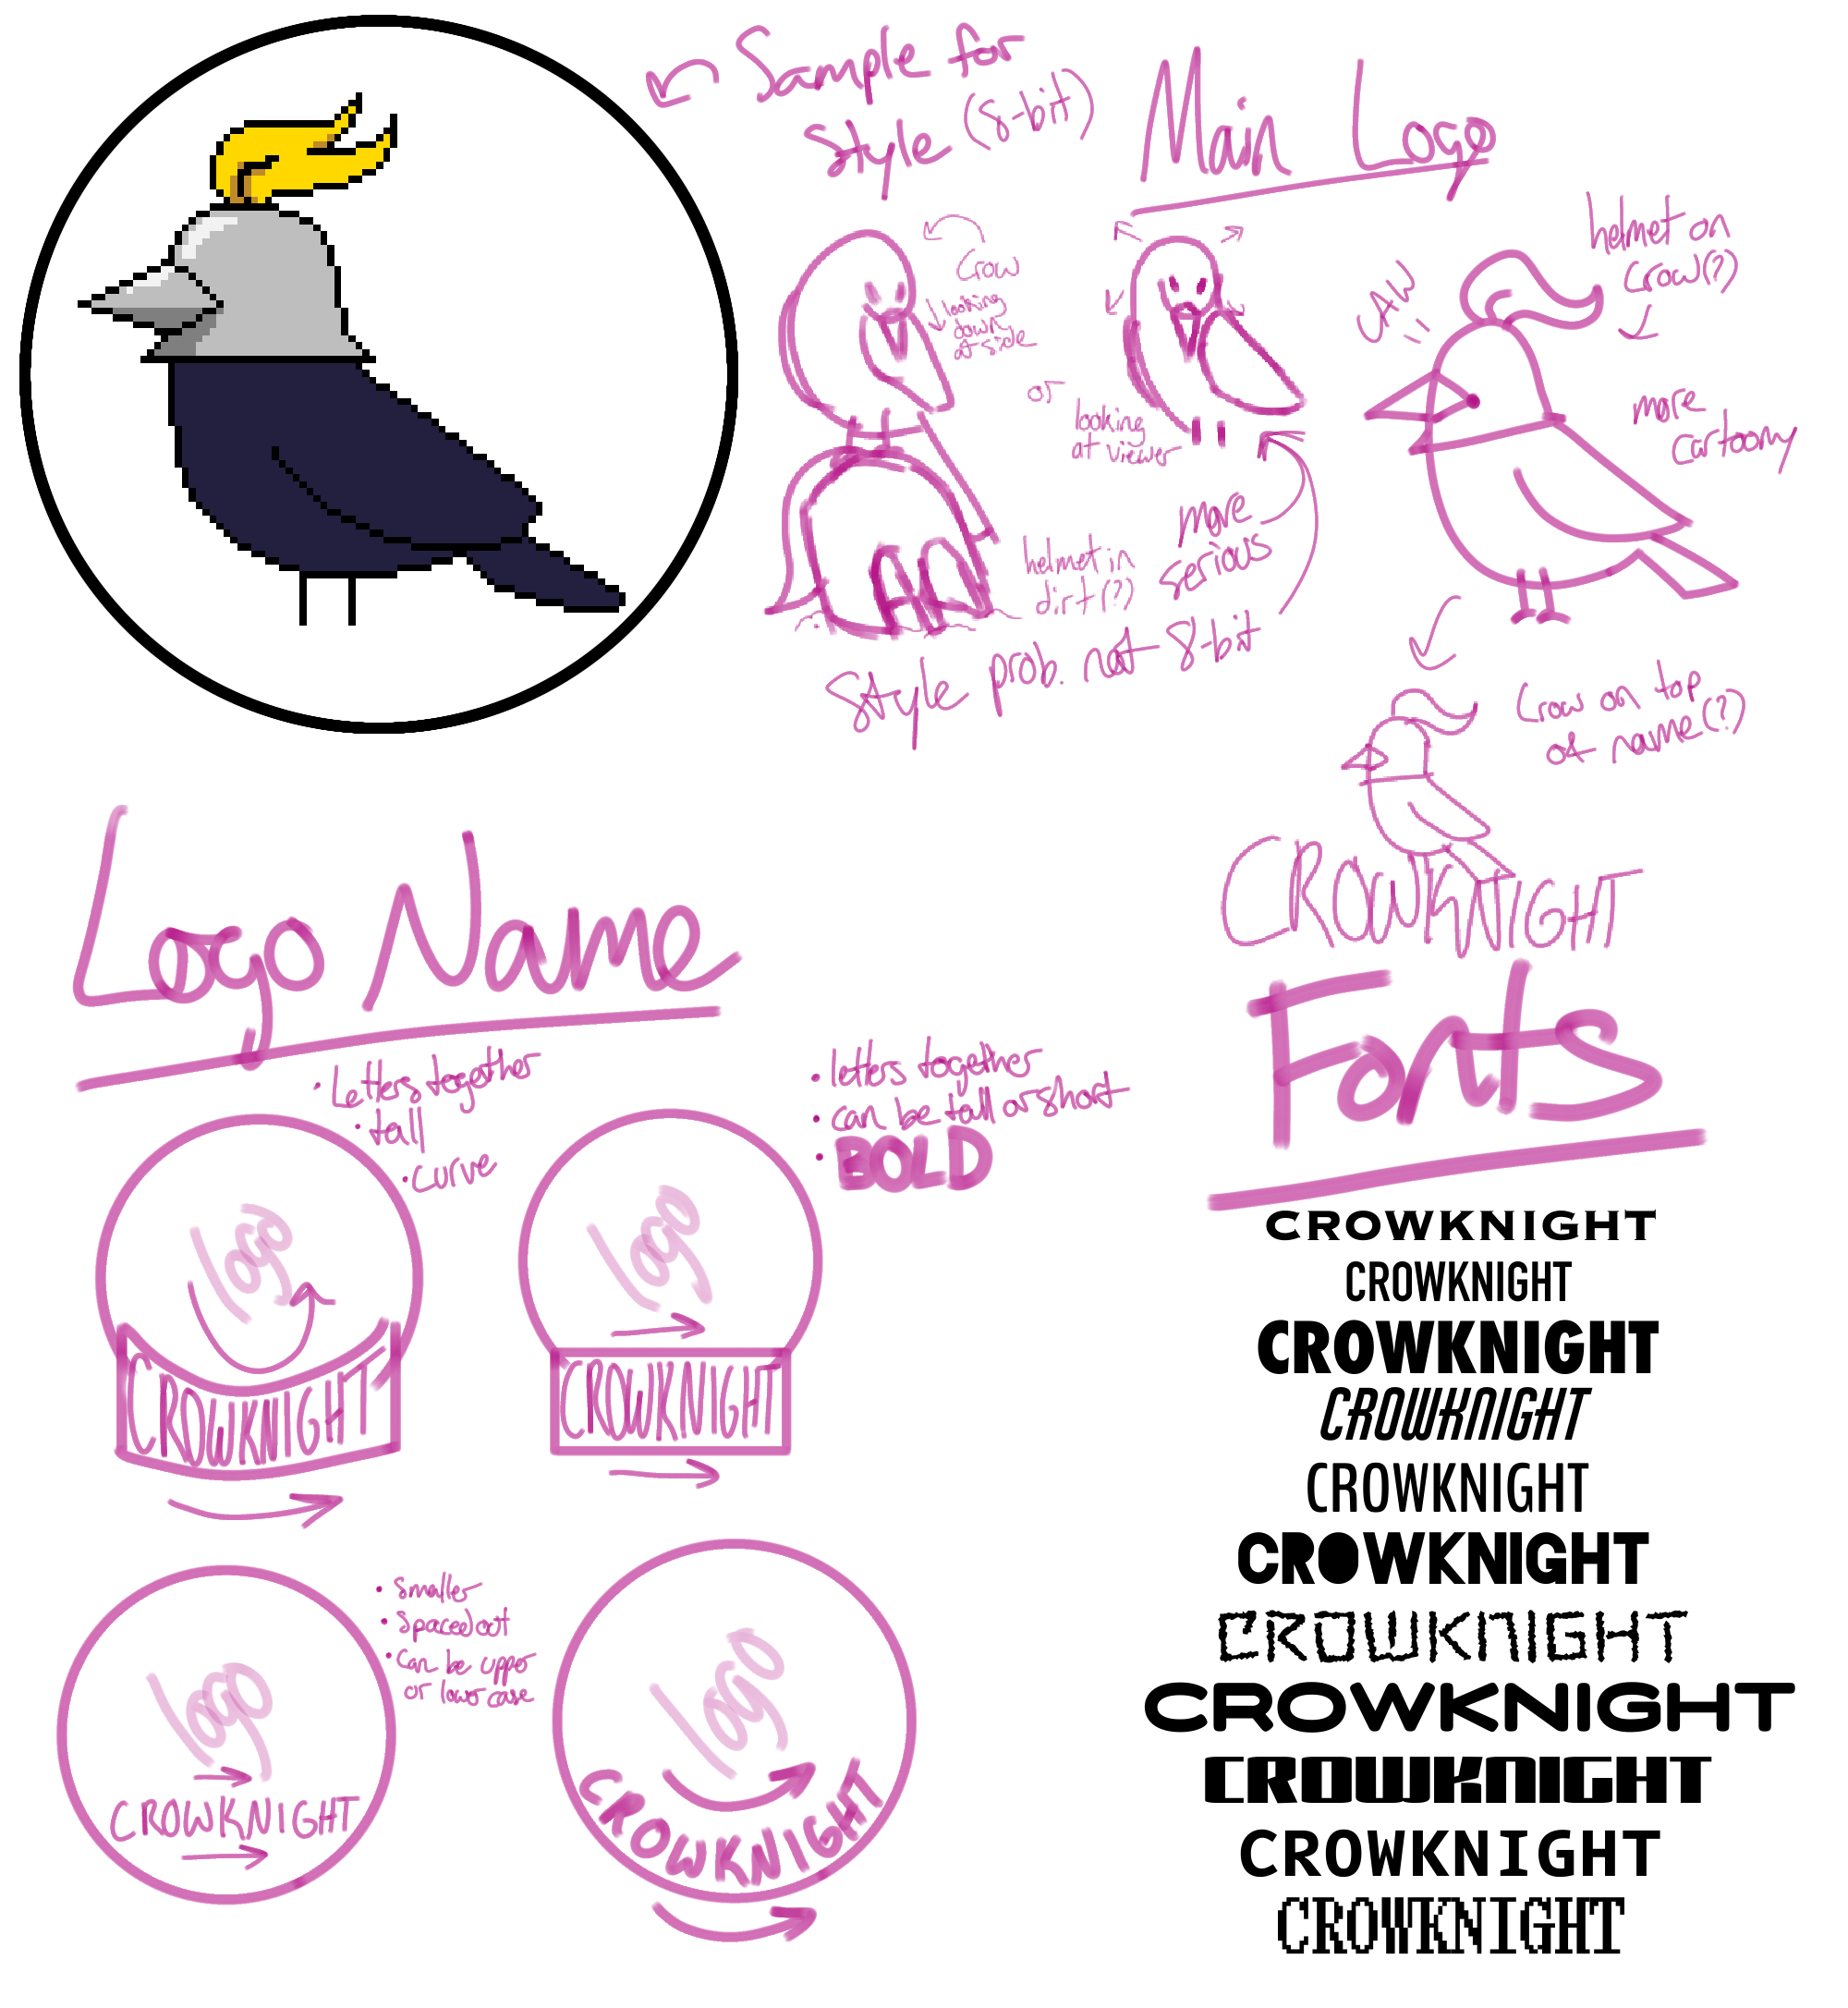 Sample for
style (8-bit)
Main Logo
Crow
looking
down
at side
or
looking
at viewer
helmet in
dirt(?)
more
serious
Style prob. not 8-bit
CAW
!!
helmet on
crow(?)
more
cartoony
Crow on top
of name(?)
CROWKNIGHT
Logo Name
• Letters together
• tall
• curve
Logo
CROWKNIGHT
• letters together
• can be tall or short
• BOLD
Logo
CROWKNIGHT
• Smaller
• Spaced out
• Can be upper
or lower case
Logo
CROWKNIGHT
Logo
CROWKNIGHT
Fonts
CROWKNIGHT
CROWKNIGHT
CROWKNIGHT
CROWKNIGHT
CROWKNIGHT
CROWKNIGHT
CROWKNIGHT
CROWKNIGHT
CROWKNIGHT
CROWKNIGHT
CROWKNIGHT